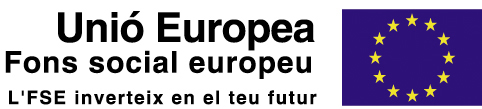 Unió Europea
Fons social europeu
L'FSE inverteix en el teu futur